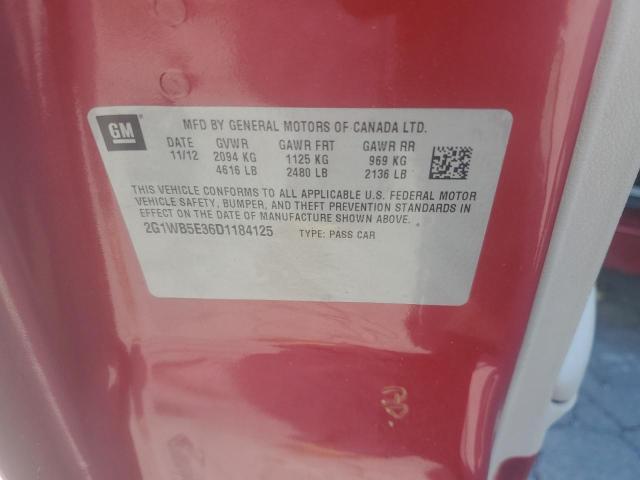 GM
MFD BY GENERAL MOTORS OF CANADA LTD.
DATE GVWR GAWR FRT GAWR RR
11/12 2094 KG 1125 KG 969 KG
4616 LB 2480 LB 2136 LB
THIS VEHICLE CONFORMS TO ALL APPLICABLE U.S. FEDERAL MOTOR
VEHICLE SAFETY, BUMPER, AND THEFT PREVENTION STANDARDS IN
EFFECT ON THE DATE OF MANUFACTURE SHOWN ABOVE.
2G1WB5E36D1184125 TYPE: PASS CAR